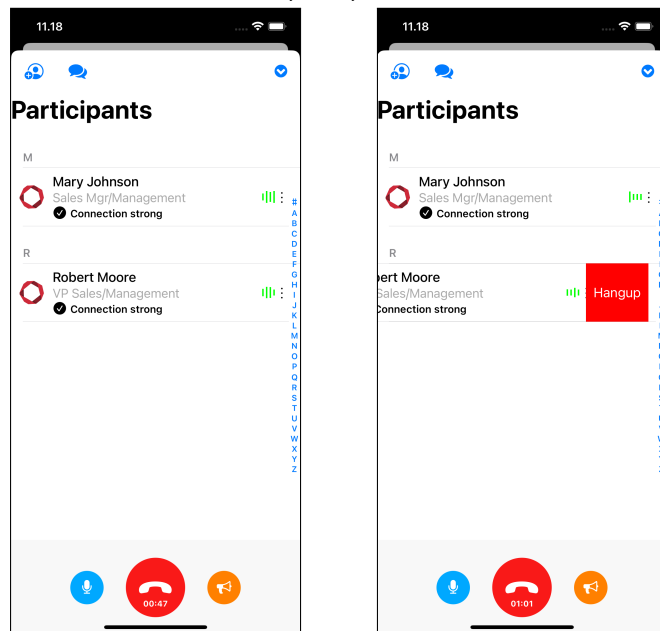 11.18
Participants
M
Mary Johnson
Sales Mgr/Management
Connection strong
R
Robert Moore
VP Sales/Management
Connection strong
#
A
B
C
D
E
F
G
H
I
J
K
L
M
N
O
P
Q
R
S
T
U
V
W
X
Y
Z
00:47
11.18
Participants
M
Mary Johnson
Sales Mgr/Management
Connection strong
R
ert Moore
Sales/Management
Connection strong
Hangup
01:01